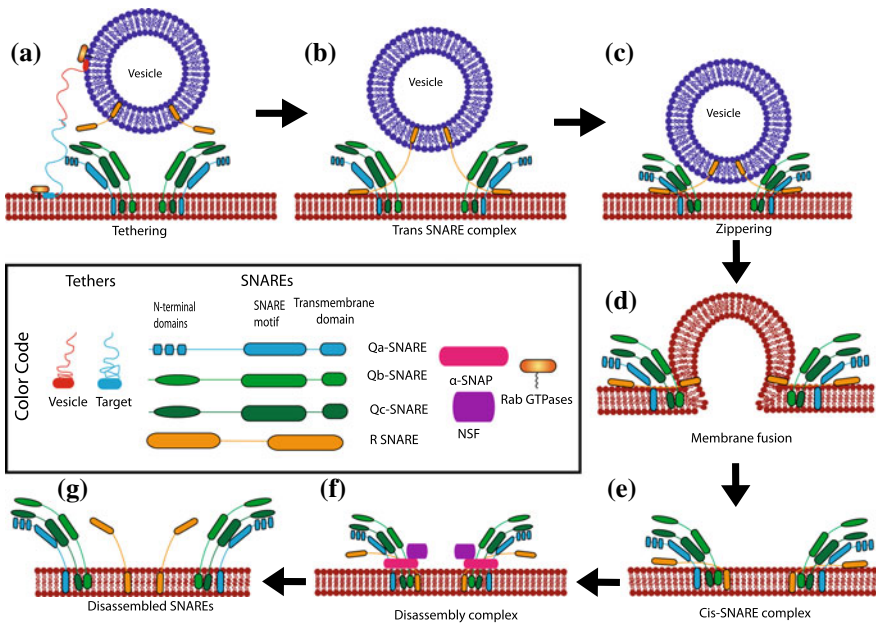 (a)
Vesicle
Tethering
(b)
Vesicle
Trans SNARE complex
(c)
Vesicle
Zippering
Color Code
Tethers
Vesicle
Target
SNAREs
N-terminal
domains
SNARE
motif
Transmembrane
domain
Qa-SNARE
Qb-SNARE
Qc-SNARE
R SNARE
α-SNAP
NSF
Rab GTPases
(d)
Membrane fusion
(g)
Disassembled SNAREs
(f)
Disassembly complex
(e)
Cis-SNARE complex